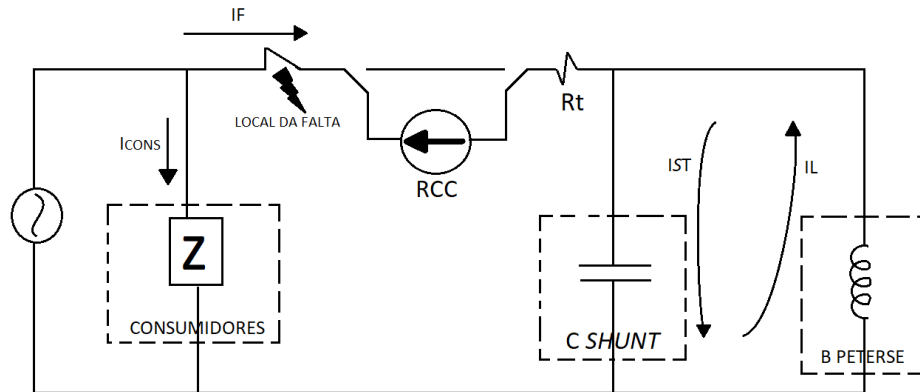 IF
LOCAL DA FALTA
Rt
ICONS
RCC
IST
IL
Z
CONSUMIDORES
C SHUNT
B PETERSE